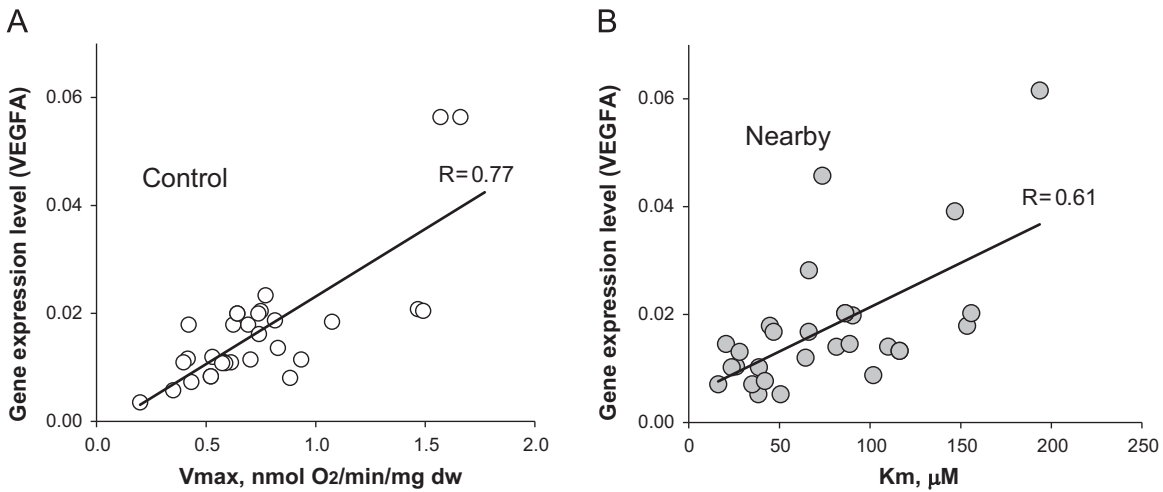 A
Gene expression level (VEGFA)
0.06
0.04
0.02
0.00
Control
R=0.77
0.0 0.5 1.0 1.5 2.0
Vmax, nmol O2/min/mg dw
B
Gene expression level (VEGFA)
0.06
0.04
0.02
0.00
Nearby
R=0.61
0 50 100 150 200 250
Km, μM